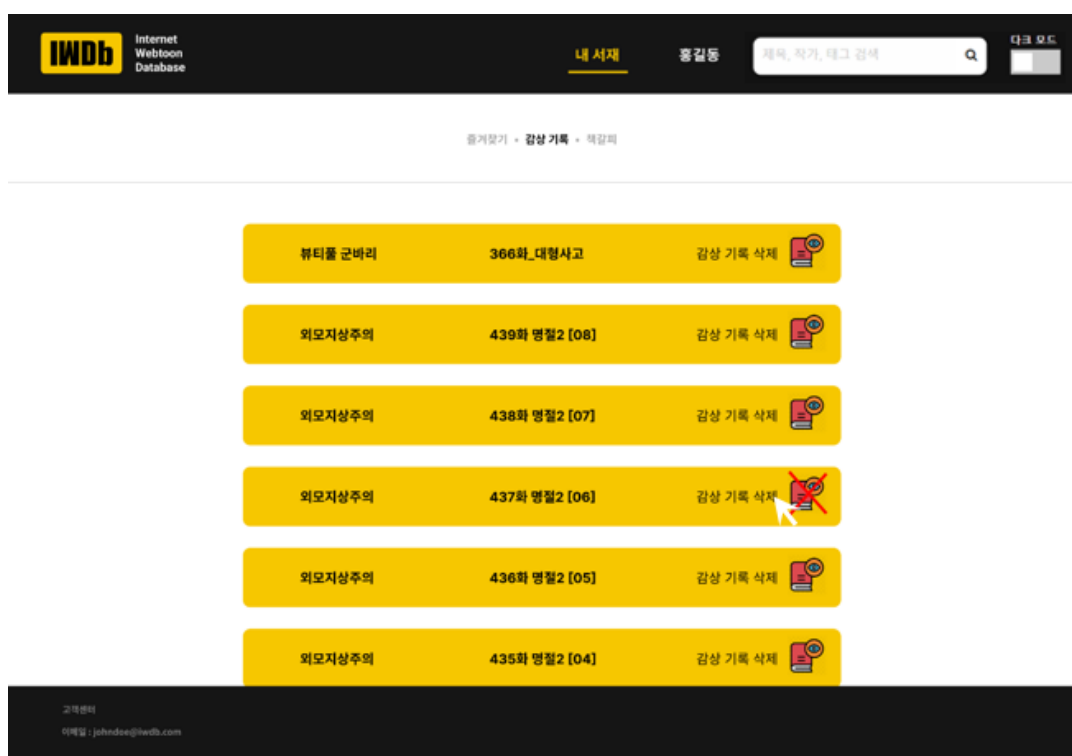 IWDb
Internet
Webtoon
Database
내 서재
홍길동
제목, 작가, 태그 검색
다크 모드
즐겨찾기 • 감상 기록 • 책갈피
뷰티풀 군바리 366화_대형사고 감상 기록 삭제
외모지상주의 439화 명절2 [08] 감상 기록 삭제
외모지상주의 438화 명절2 [07] 감상 기록 삭제
외모지상주의 437화 명절2 [06] 감상 기록 삭제
외모지상주의 436화 명절2 [05] 감상 기록 삭제
외모지상주의 435화 명절2 [04] 감상 기록 삭제
고객센터
이메일 : johndoe@iwdb.com